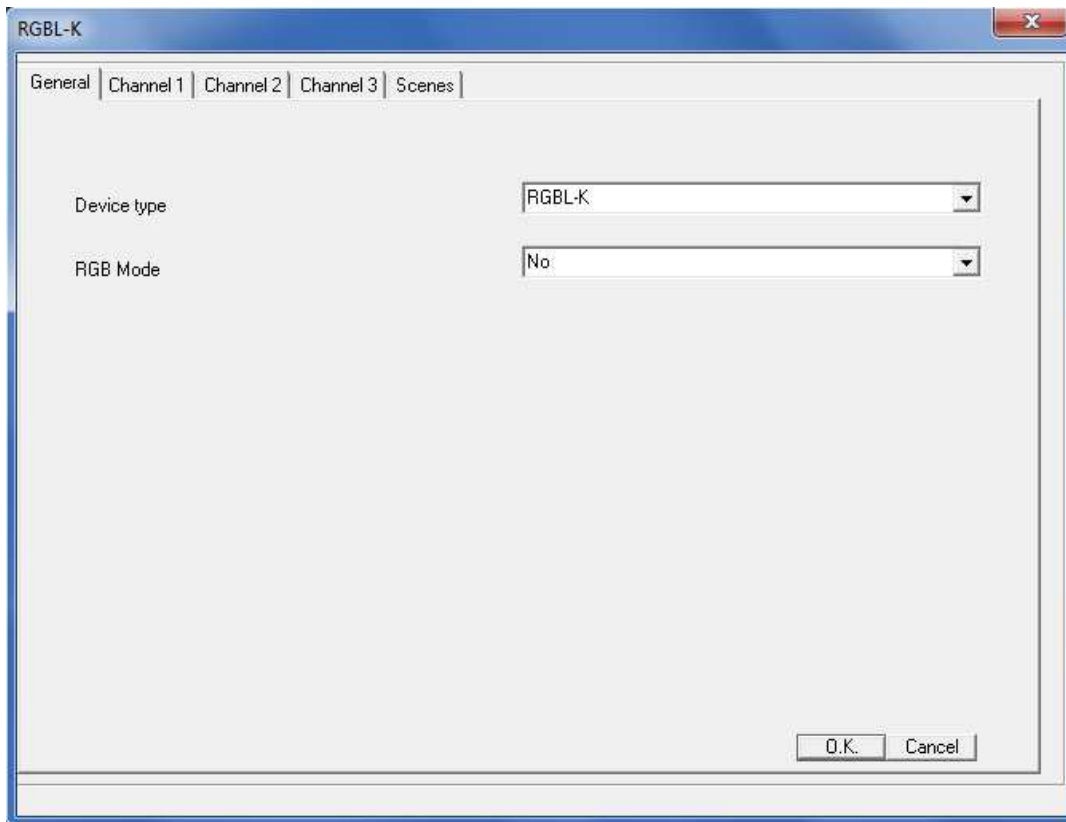 RGBL-K
General Channel 1 Channel 2 Channel 3 Scenes
Device type RGBL-K
RGB Mode No
O.K. Cancel